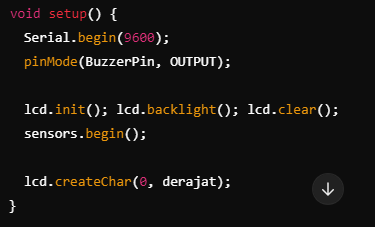 void setup() {
Serial.begin(9600);
pinMode(BuzzerPin, OUTPUT);
lcd.init(); lcd.backlight(); lcd.clear();
sensors.begin();
lcd.createChar(0, derajat);
}